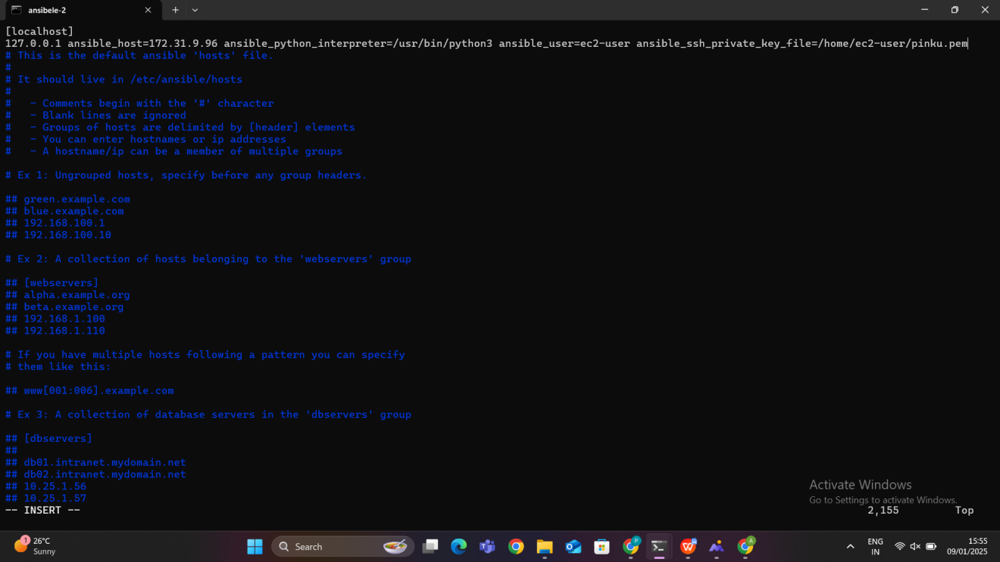 ansibele-2
[localhost]
127.0.0.1 ansible_host=172.31.9.96 ansible_python_interpreter=/usr/bin/python3 ansible_user=ec2-user ansible_ssh_private_key_file=/home/ec2-user/pinku.pem
# This is the default ansible 'hosts' file.
#
# It should live in /etc/ansible/hosts
#
#   - Comments begin with the '#' character
#   - Blank lines are ignored
#   - Groups of hosts are delimited by [header] elements
#   - You can enter hostnames or ip addresses
#   - A hostname/ip can be a member of multiple groups
# Ex 1: Ungrouped hosts, specify before any group headers.
## green.example.com
## blue.example.com
## 192.168.100.1
## 192.168.100.10
# Ex 2: A collection of hosts belonging to the 'webservers' group
## [webservers]
## alpha.example.org
## beta.example.org
## 192.168.1.100
## 192.168.1.110
# If you have multiple hosts following a pattern you can specify
# them like this:
## www[001:006].example.com
# Ex 3: A collection of database servers in the 'dbservers' group
## [dbservers]
##
## db01.intranet.mydomain.net
## db02.intranet.mydomain.net
## 10.25.1.56
## 10.25.1.57
-- INSERT --
2,155
Top
Activate Windows
Go to Settings to activate Windows.
1
26°C
Sunny
Search
P
A
ENG
IN
15:55
09/01/2025